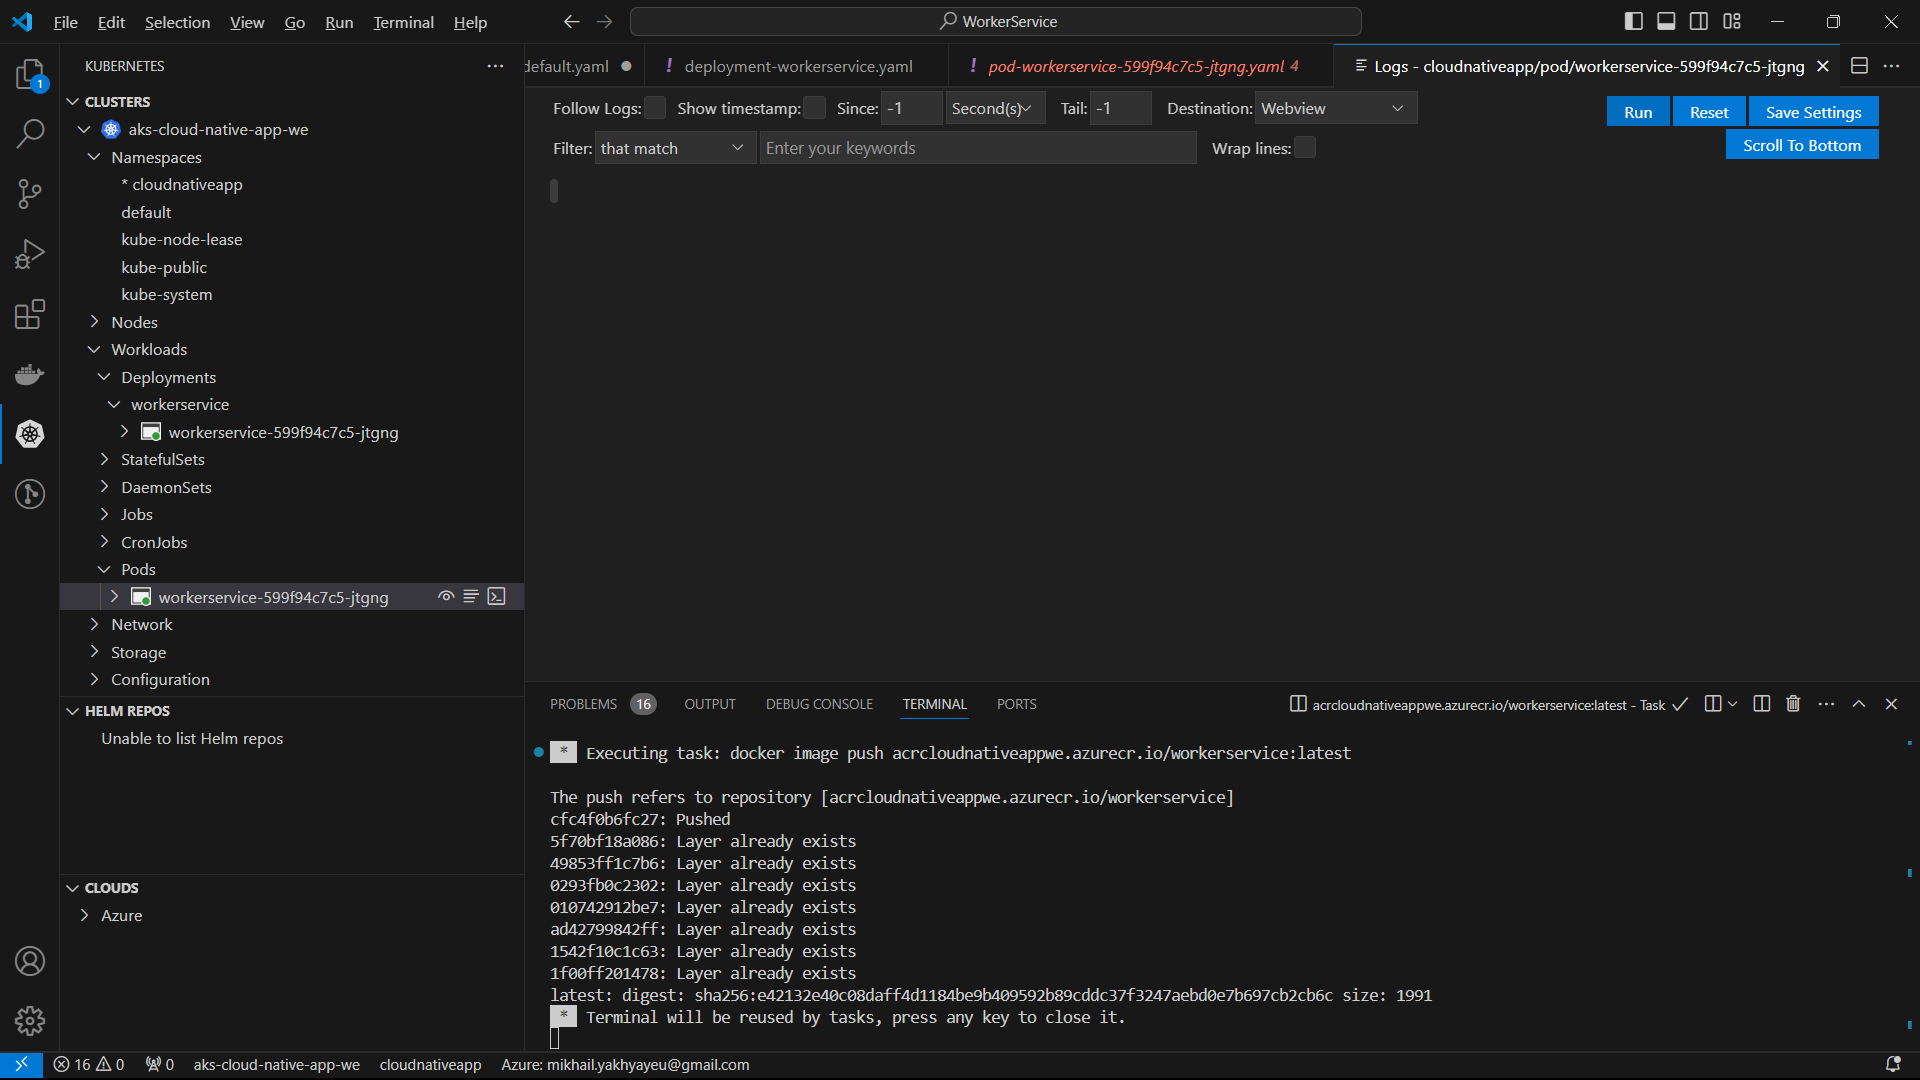 File Edit Selection View Go Run Terminal Help
WorkerService
1
KUBERNETES
CLUSTERS
aks-cloud-native-app-we
Namespaces
* cloudnativeapp
default
kube-node-lease
kube-public
kube-system
Nodes
Workloads
Deployments
workerservice
workerservice-599f94c7c5-jtgng
StatefulSets
DaemonSets
Jobs
CronJobs
Pods
workerservice-599f94c7c5-jtgng
Network
Storage
Configuration
HELM REPOS
Unable to list Helm repos
CLOUDS
Azure
default.yaml ! deployment-workerservice.yaml ! pod-workerservice-599f94c7c5-jtgng.yaml 4 Logs - cloudnativeapp/pod/workerservice-599f94c7c5-jtgng
Follow Logs: Show timestamp: Since: -1 Second(s) Tail: -1 Destination: Webview Run Reset Save Settings
Filter: that match Enter your keywords Wrap lines: Scroll To Bottom
PROBLEMS 16 OUTPUT DEBUG CONSOLE TERMINAL PORTS acrcloudnativeappwe.azurecr.io/workerservice:latest - Task
* Executing task: docker image push acrcloudnativeappwe.azurecr.io/workerservice:latest
The push refers to repository [acrcloudnativeappwe.azurecr.io/workerservice]
cfc4f0b6fc27: Pushed
5f70bf18a086: Layer already exists
49853ff1c7b6: Layer already exists
0293fb0c2302: Layer already exists
010742912be7: Layer already exists
ad42799842ff: Layer already exists
1542f10c1c63: Layer already exists
1f00ff201478: Layer already exists
latest: digest: sha256:e42132e40c08daff4d1184be9b409592b89cddc37f3247aebd0e7b697cb2cb6c size: 1991
* Terminal will be reused by tasks, press any key to close it.
16 0 0 aks-cloud-native-app-we cloudnativeapp Azure: mikhail.yakhyayeu@gmail.com